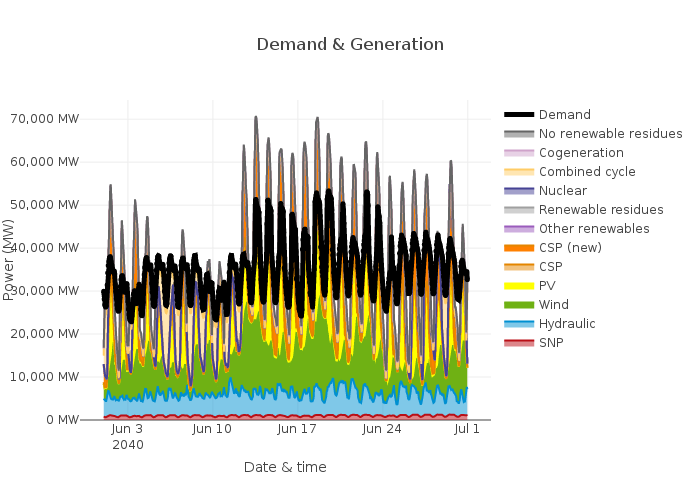 Demand & Generation
70,000 MW
60,000 MW
50,000 MW
40,000 MW
30,000 MW
20,000 MW
10,000 MW
0 MW
Power (MW)
Jun 3
2040
Jun 10
Jun 17
Jun 24
Jul 1
Date & time
Demand
No renewable residues
Cogeneration
Combined cycle
Nuclear
Renewable residues
Other renewables
CSP (new)
CSP
PV
Wind
Hydraulic
SNP